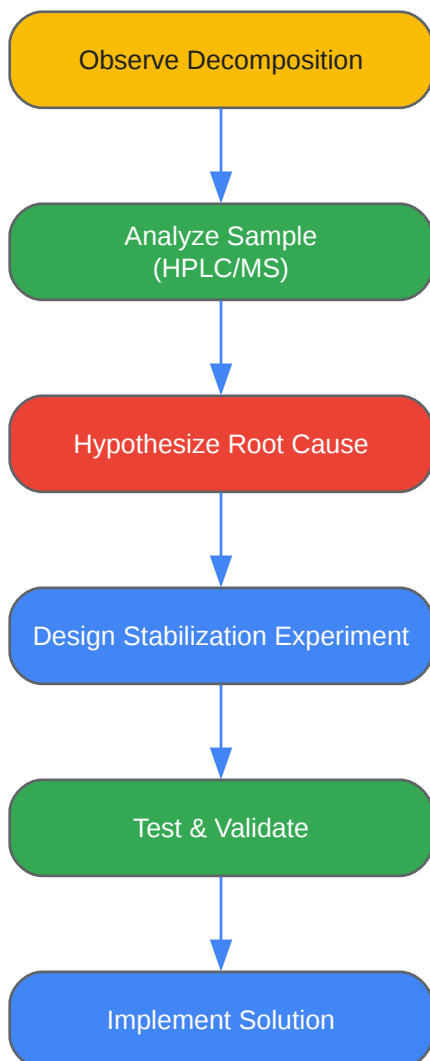 Observe Decomposition
Analyze Sample
(HPLC/MS)
Hypothesize Root Cause
Design Stabilization Experiment
Test & Validate
Implement Solution